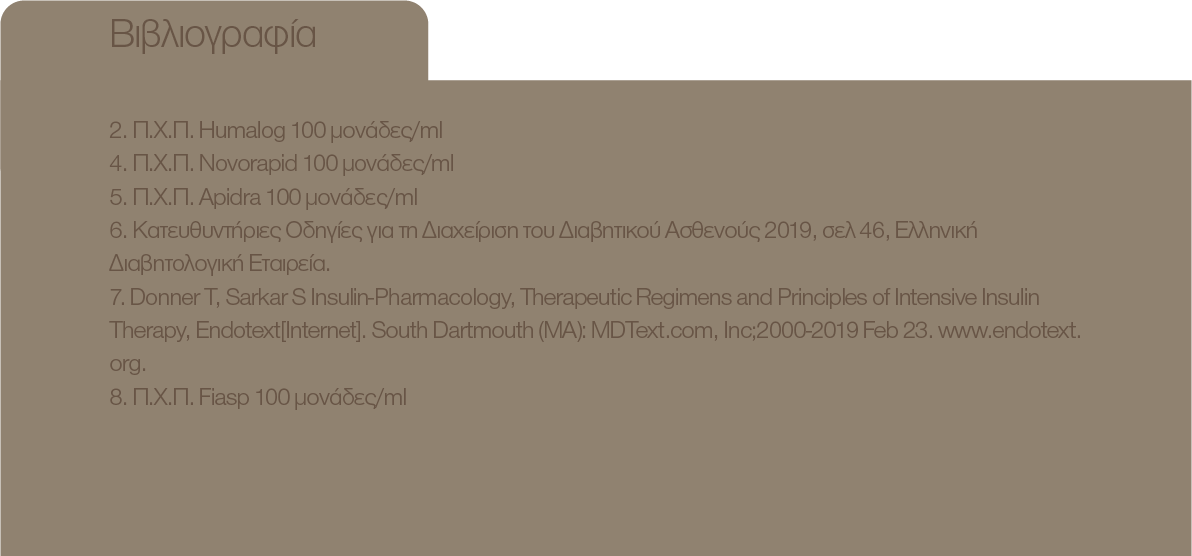 Βιβλιογραφία
2. Π.Χ.Π. Humalog 100 μονάδες/ml
4. Π.Χ.Π. Novorapid 100 μονάδες/ml
5. Π.Χ.Π. Apidra 100 μονάδες/ml
6. Κατευθυντήριες Οδηγίες για τη Διαχείριση του Διαβητικού Ασθενούς 2019, σελ 46, Ελληνική
Διαβητολογική Εταιρεία.
7. Donner T, Sarkar S Insulin-Pharmacology, Therapeutic Regimens and Principles of Intensive Insulin
Therapy, Endotext[Internet]. South Dartmouth (MA): MDText.com, Inc;2000-2019 Feb 23. www.endotext.
org.
8. Π.Χ.Π. Fiasp 100 μονάδες/ml